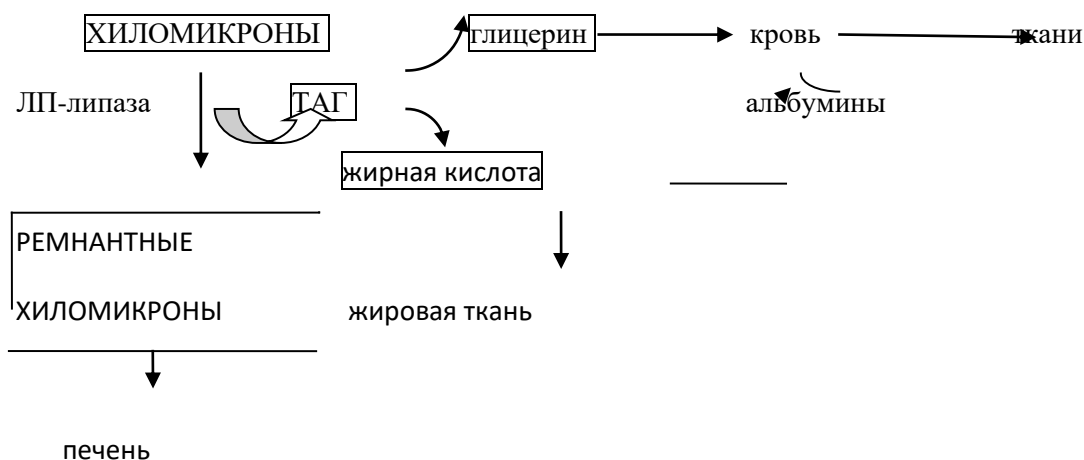 ХИЛОМИКРОНЫ глицерин кровь ткани
ЛП-липаза ТАГ альбумины
жирная кислота
РЕМНАНТНЫЕ
ХИЛОМИКРОНЫ жировая ткань
печень